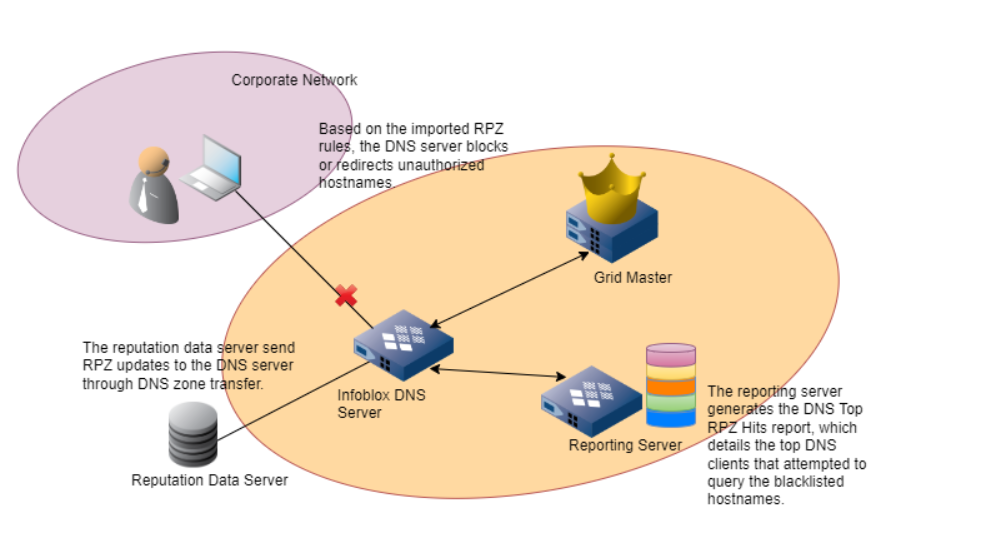 Corporate Network
Based on the imported RPZ
rules, the DNS server blocks
or redirects unauthorized
hostnames.
Grid Master
The reputation data server send
RPZ updates to the DNS server
through DNS zone transfer.
Infoblox DNS
Server
The reporting server
generates the DNS Top
RPZ Hits report, which
details the top DNS
clients that attempted to
query the blacklisted
hostnames.
Reporting Server
Reputation Data Server